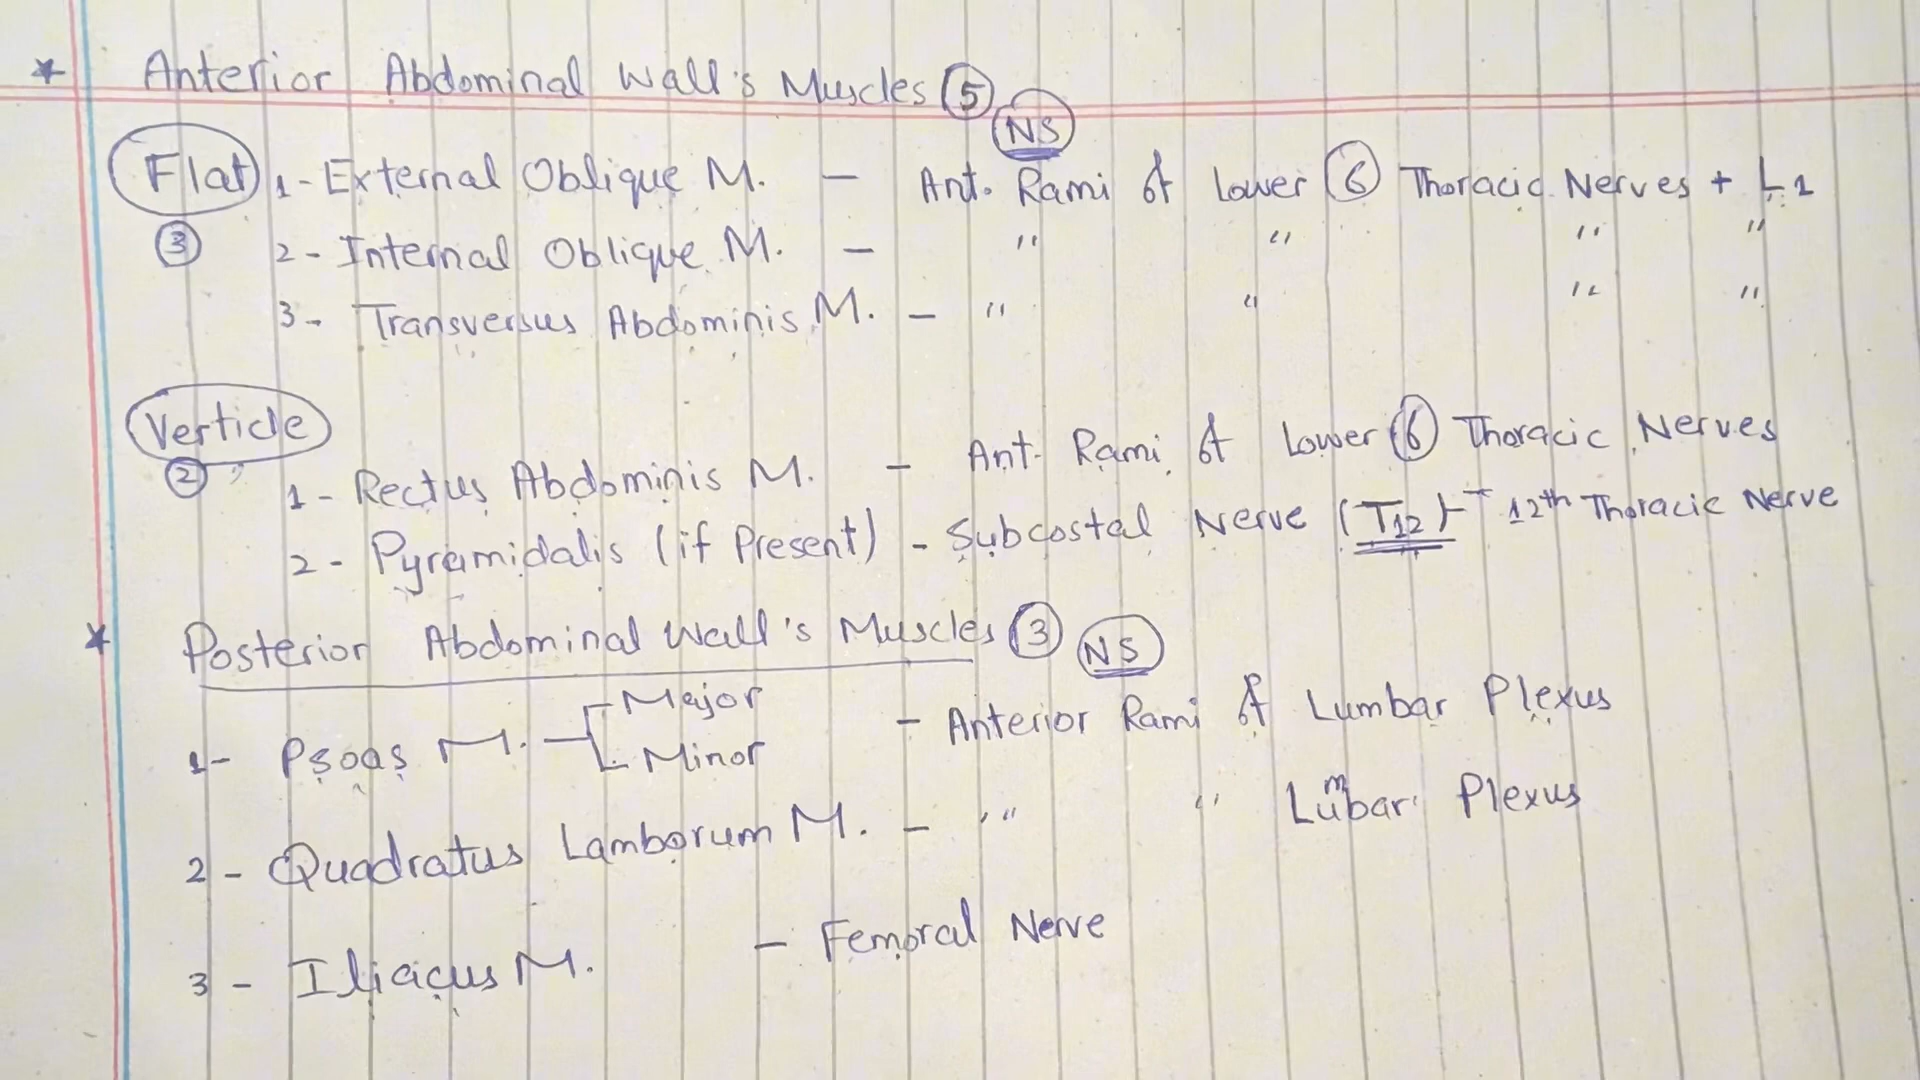 * Anterior Abdominal Wall's Muscles 5
NS
Flat 1- External Oblique M. - Ant. Rami of Lower 6 Thoracic Nerves + L1
3 2- Internal Oblique M. - " " " "
3- Transversus Abdominis M. - " " " "
Verticle
2 1- Rectus Abdominis M. - Ant. Rami of Lower 6 Thoracic Nerves
2- Pyramidalis (if Present) - Subcostal Nerve (T12) - 12th Thoracic Nerve
* Posterior Abdominal Wall's Muscles 3 NS
1- Psoas M. Major - Anterior Rami of Lumbar Plexus
Minor
2- Quadratus Lamborum M. - " " Lumbar Plexus
3- Iliacus M. - Femoral Nerve